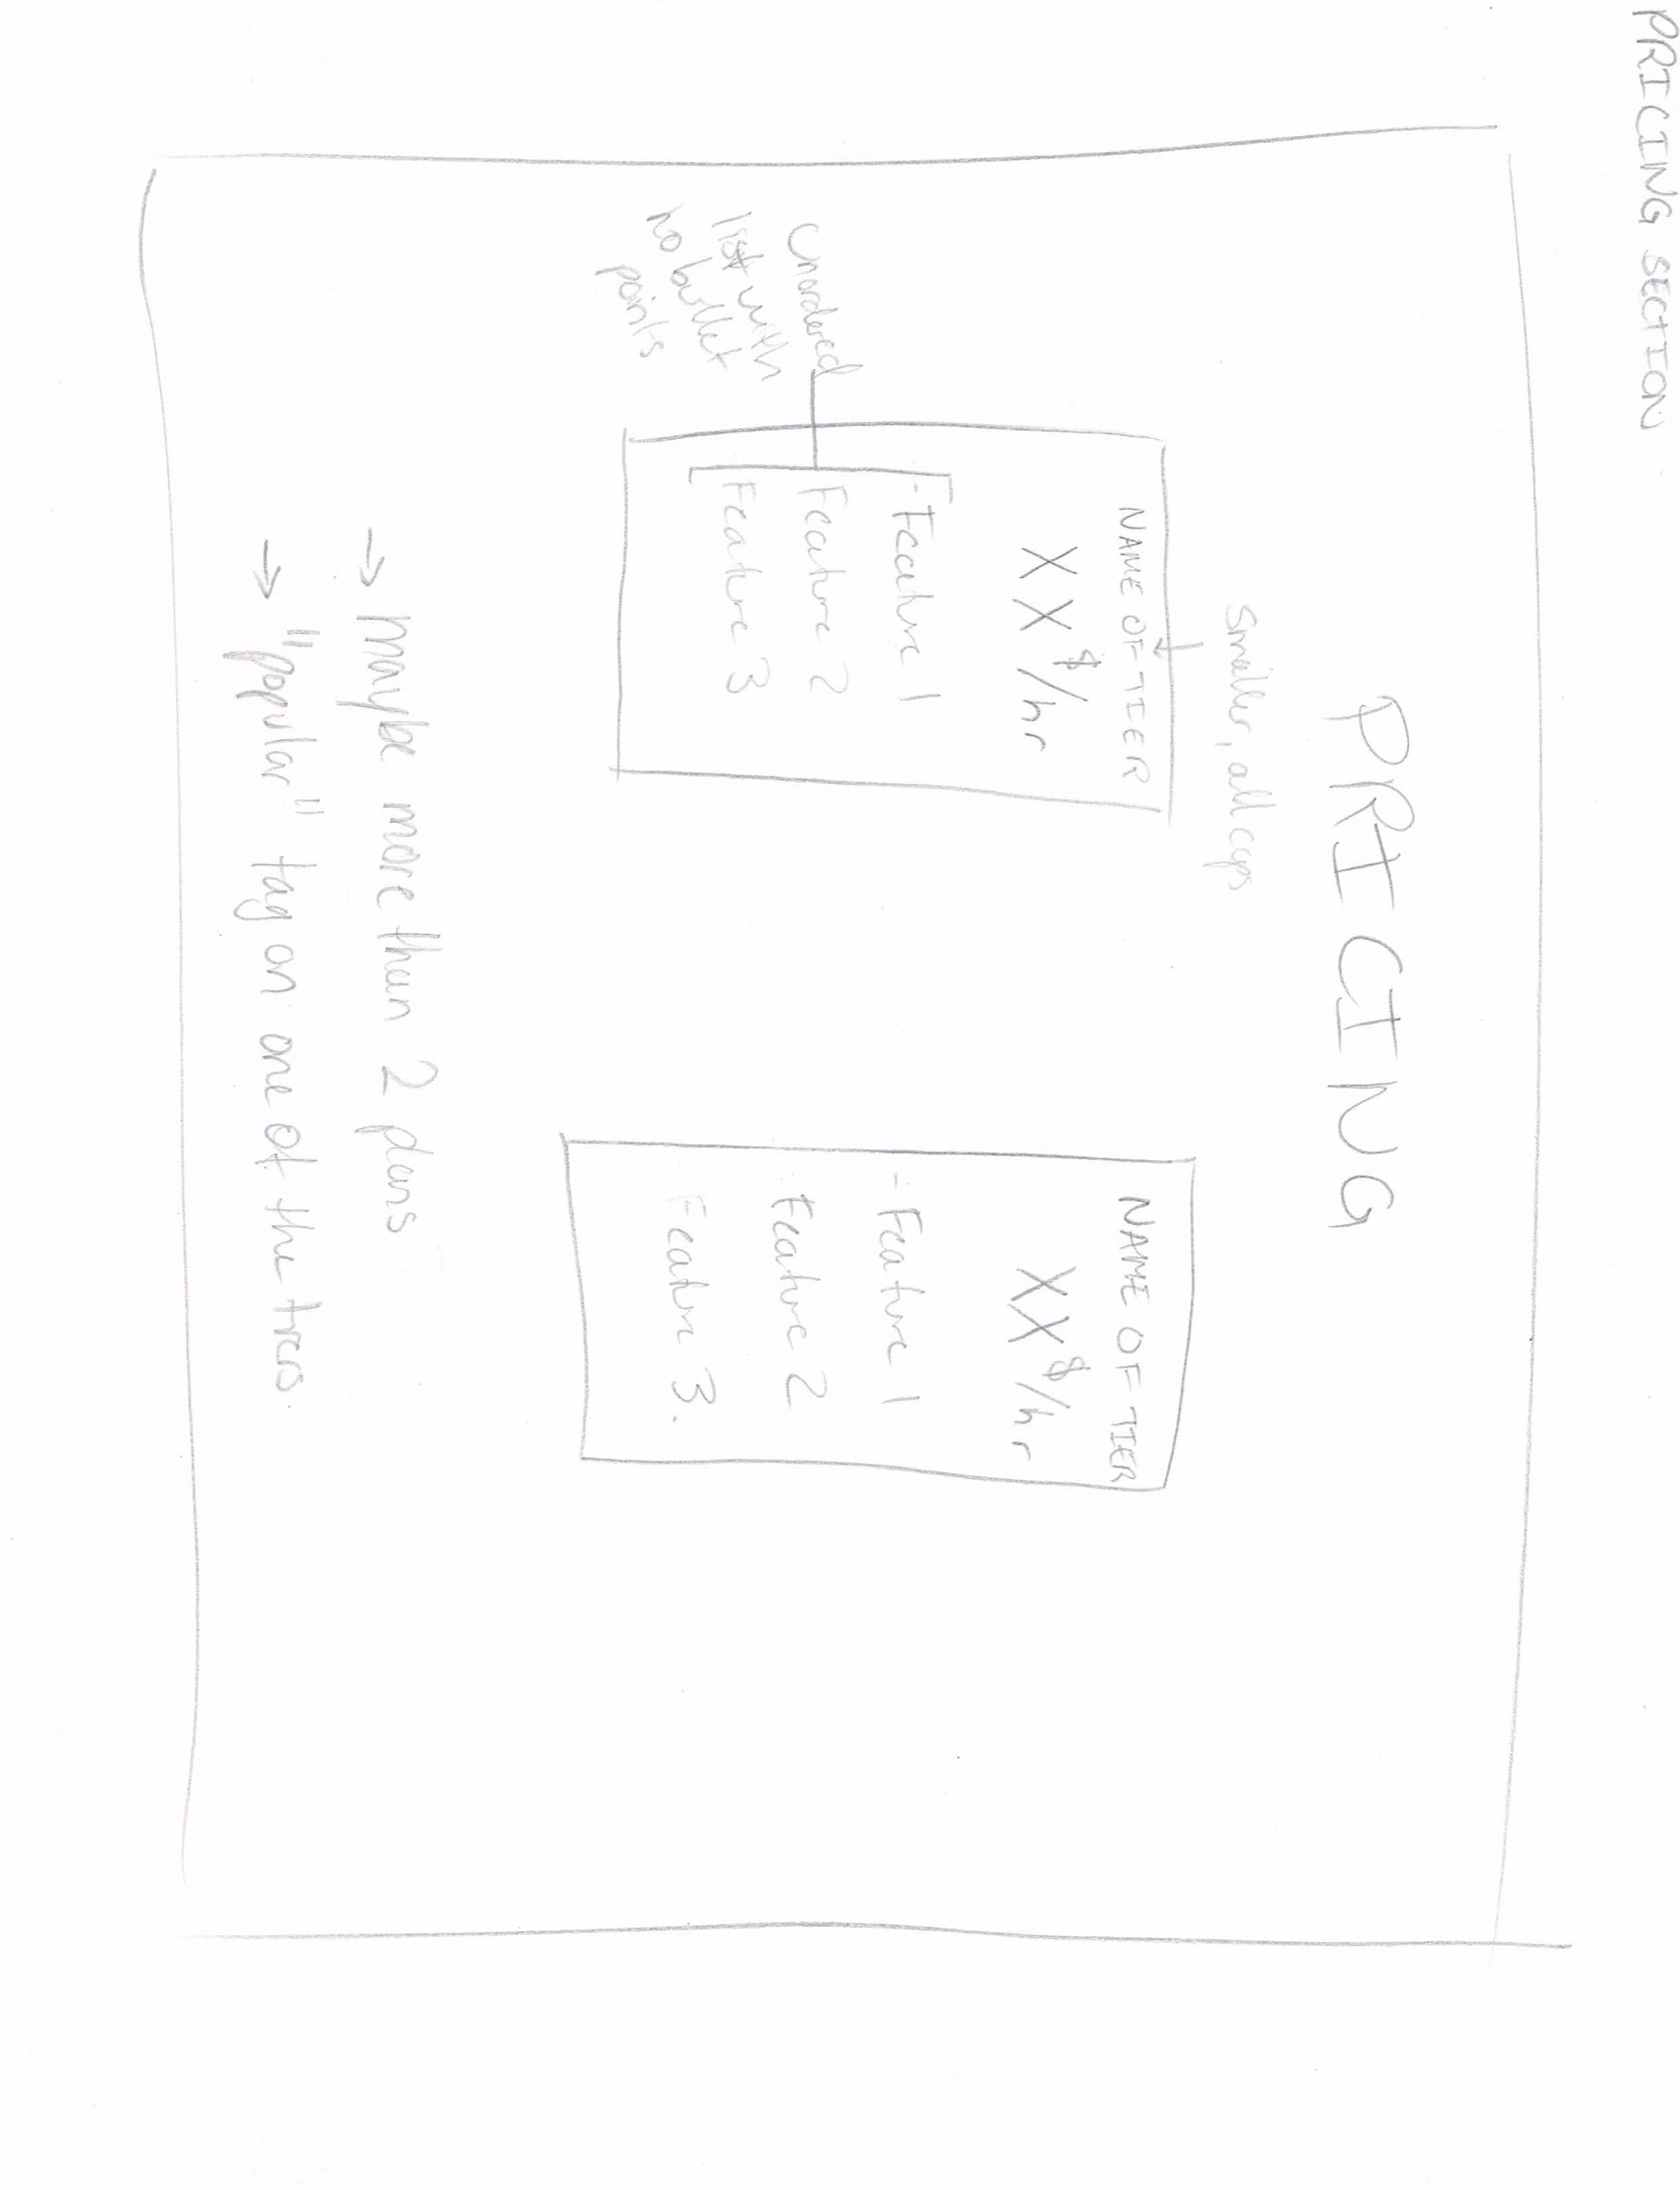 PRICING SECTION
PRICING
smaller, all caps
NAME OF TIER
XX$/hr
- Feature 1
Feature 2
Feature 3
Unordered
list with
no bullet
points
NAME OF TIER
XX$/hr
- Feature 1
Feature 2
Feature 3.
→ maybe more than 2 plans
→ "popular" tag on one of the tiers.